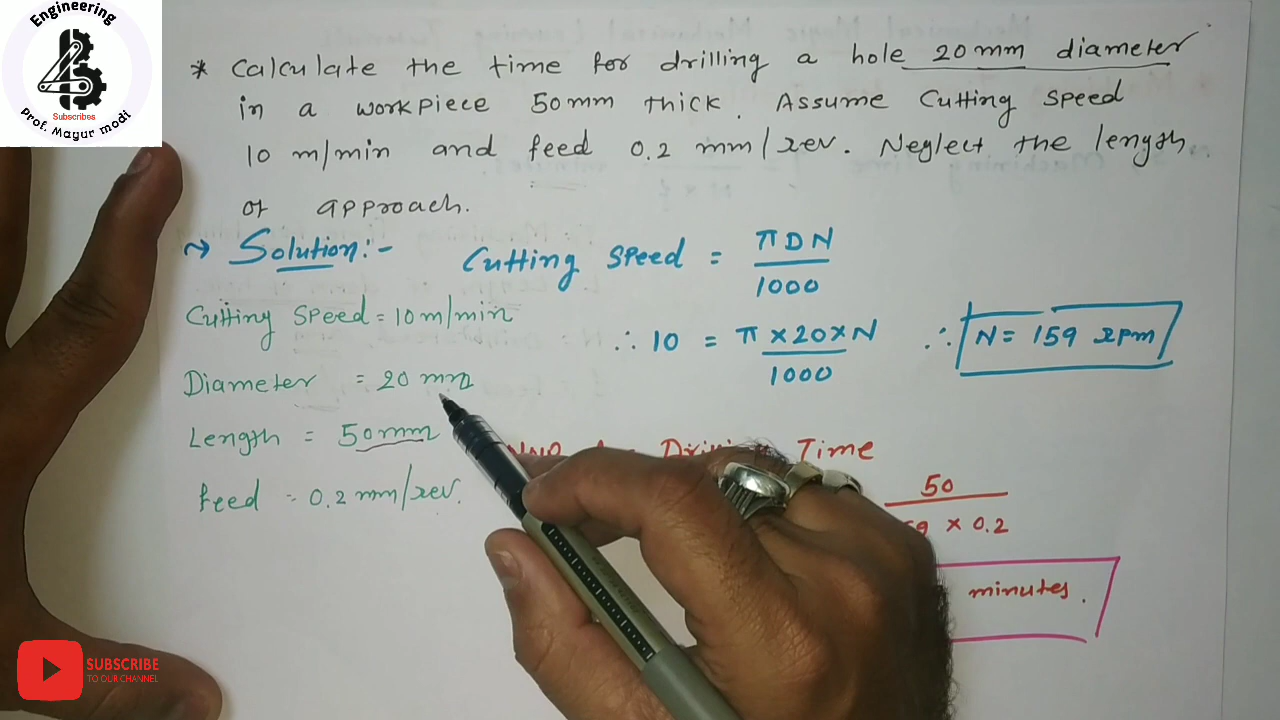 Engineering
Subscribes
Prof. Mayur modi
* Calculate the time for drilling a hole 20 mm diameter
in a workpiece 50mm thick. Assume Cutting speed
10 m/min and feed 0.2 mm/rev. Neglect the length
of approach.
~> Solution:-
Cutting speed = πDN
1000
Cutting Speed = 10 m/min
∴ 10 = π × 20 × N
1000
∴ N = 159 rpm
Diameter = 20 mm
Length = 50mm
Time
feed = 0.2 mm/rev.
50
× 0.2
minutes.
SUBSCRIBE
TO OUR CHANNEL